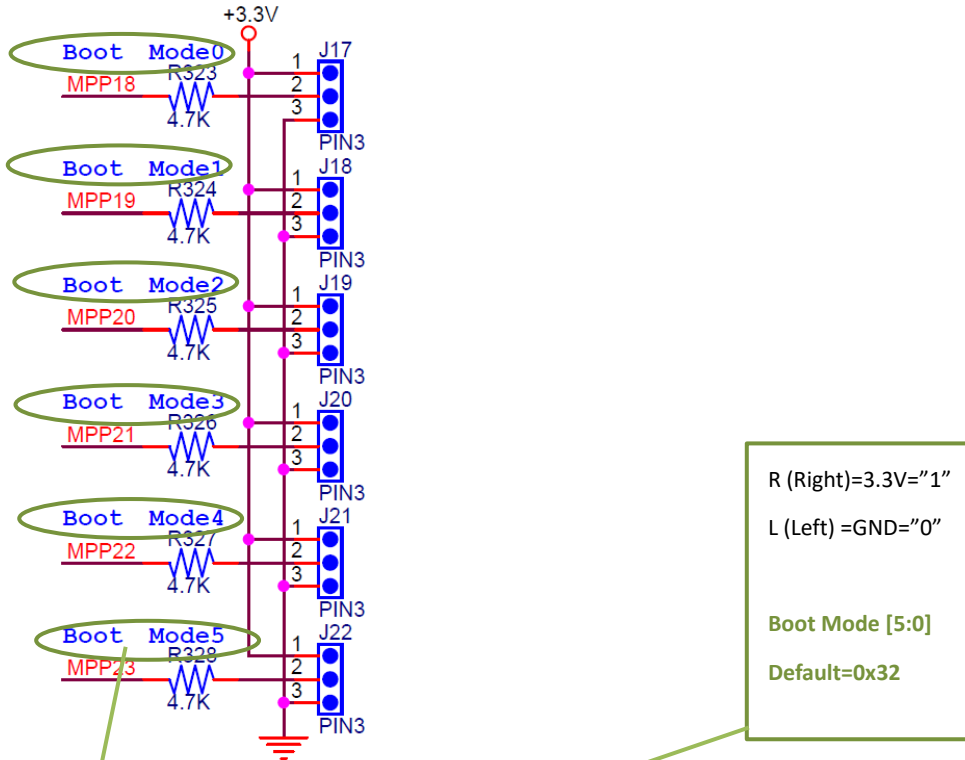 +3.3V
Boot Mode0
J17
R323
1
MPP18
2
3
4.7K
PIN3
Boot Mode1
J18
R324
1
MPP19
2
3
4.7K
PIN3
Boot Mode2
J19
R325
1
MPP20
2
3
4.7K
PIN3
Boot Mode3
J20
R326
1
MPP21
2
3
4.7K
PIN3
Boot Mode4
J21
R327
1
MPP22
2
3
4.7K
PIN3
Boot Mode5
J22
R328
1
MPP23
2
3
4.7K
PIN3
R (Right)=3.3V=”1”
L (Left) =GND=”0”
Boot Mode [5:0]
Default=0x32